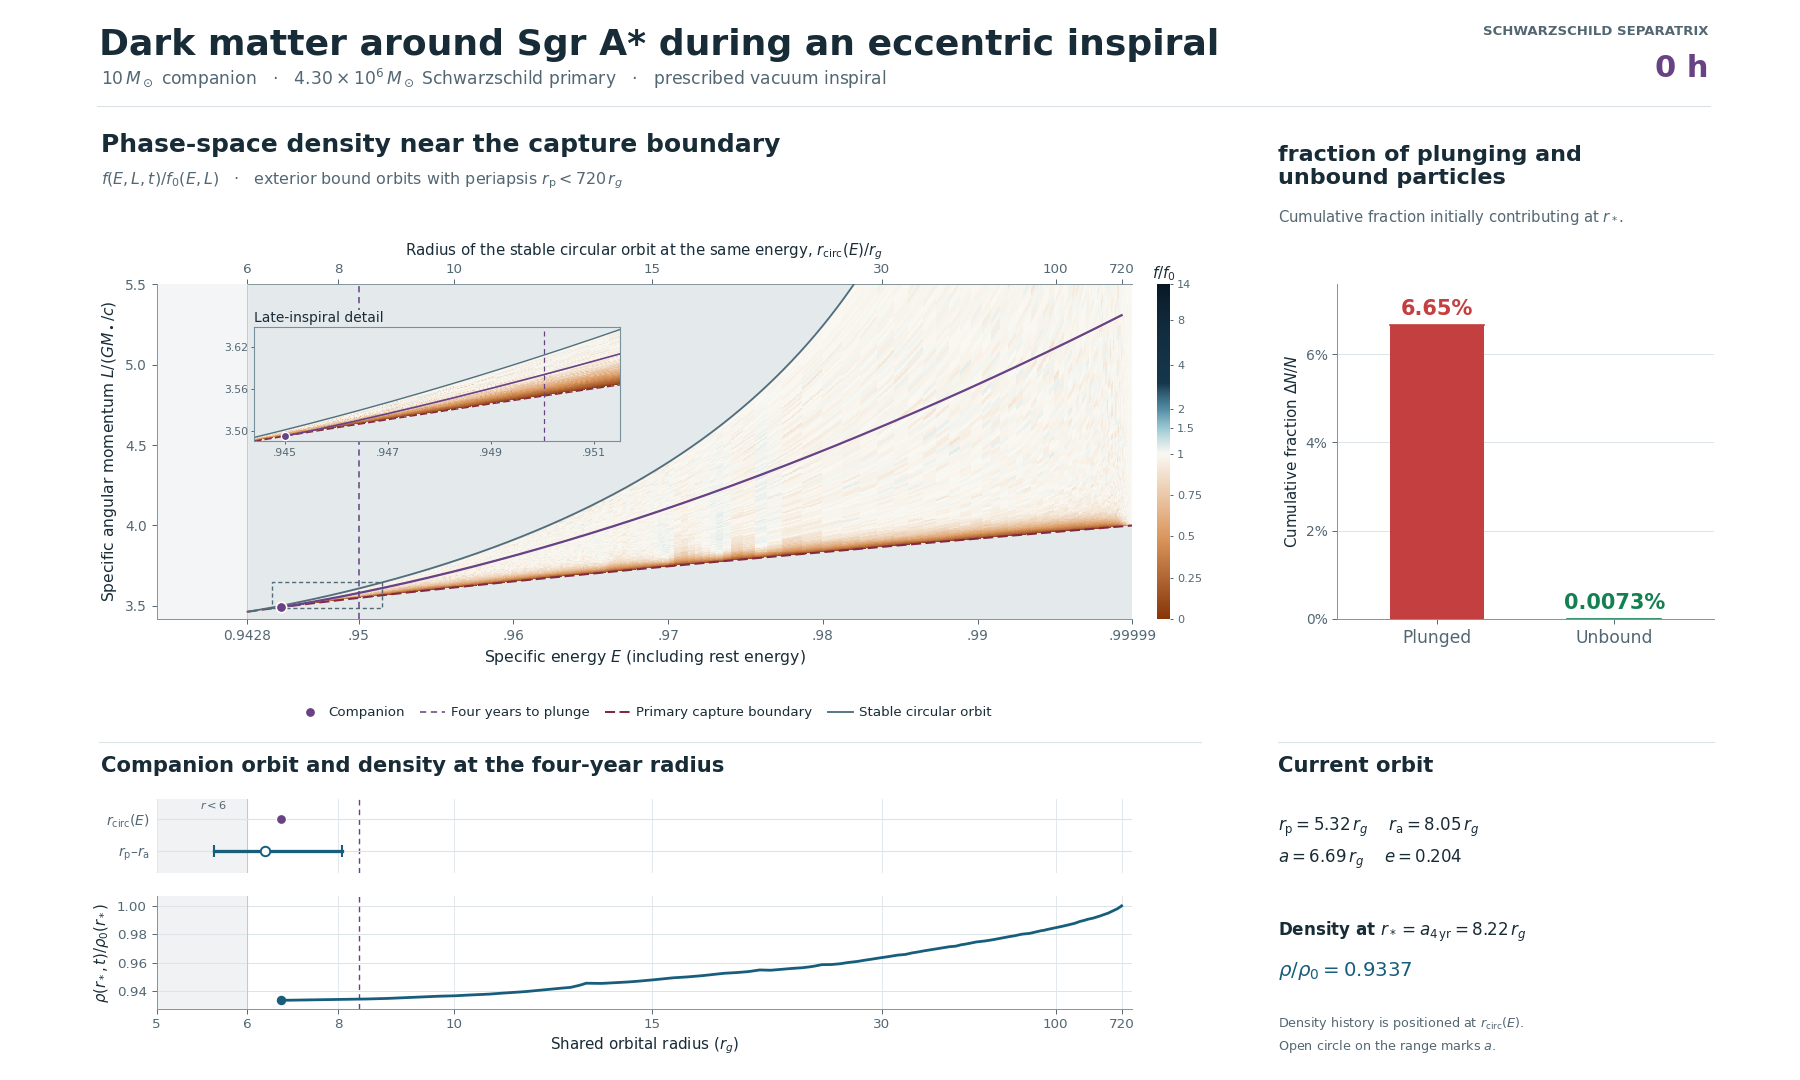 Dark matter around Sgr A* during an eccentric inspiral
SCHWARZSCHILD SEPARATRIX
10 M⊙ companion · 4.30 × 10⁶ M⊙ Schwarzschild primary · prescribed vacuum inspiral
0 h
Phase-space density near the capture boundary
f(E, L, t)/f₀(E, L) · exterior bound orbits with periapsis rₚ < 720 r_g
fraction of plunging and
unbound particles
Cumulative fraction initially contributing at r*.
Radius of the stable circular orbit at the same energy, r_circ(E)/r_g
6 8 10 15 30 100 720
f/f₀
14
8
4
2
1.5
1
0.75
0.5
0.25
0
Specific angular momentum L/(GM•/c)
5.5
5.0
4.5
4.0
3.5
Late-inspiral detail
3.62
3.56
3.50
.945 .947 .949 .951
0.9428 .95 .96 .97 .98 .99 .99999
Specific energy E (including rest energy)
Companion Four years to plunge Primary capture boundary Stable circular orbit
Cumulative fraction ΔN/N
6%
4%
2%
0%
6.65%
0.0073%
Plunged Unbound
Companion orbit and density at the four-year radius
r < 6
r_circ(E)
rₚ–rₐ
ρ(r*, t)/ρ₀(r*)
1.00
0.98
0.96
0.94
5 6 8 10 15 30 100 720
Shared orbital radius (r_g)
Current orbit
rₚ = 5.32 r_g rₐ = 8.05 r_g
a = 6.69 r_g e = 0.204
Density at r* = a_4 yr = 8.22 r_g
ρ/ρ₀ = 0.9337
Density history is positioned at r_circ(E).
Open circle on the range marks a.